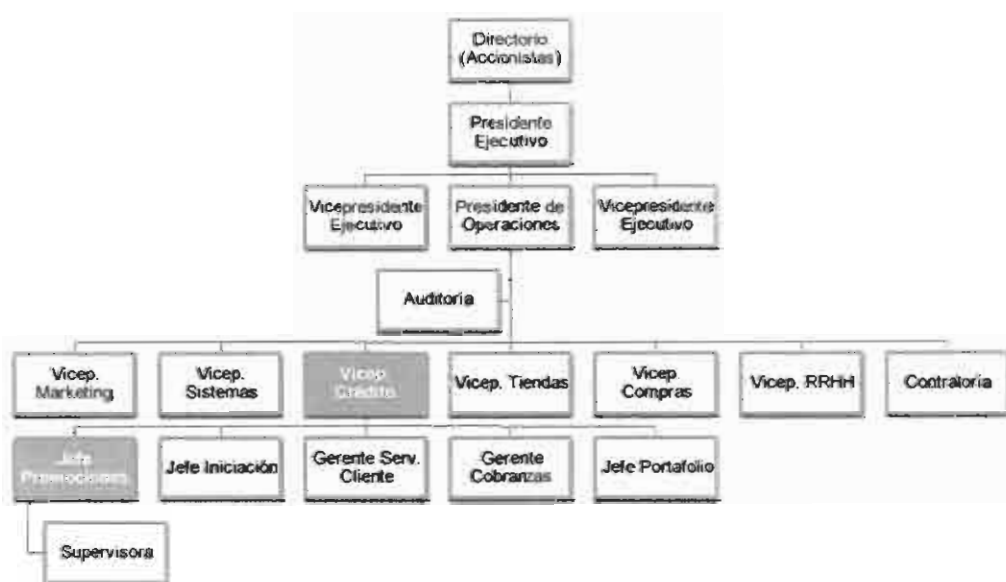 Directorio
(Accionistas)
Presidente
Ejecutivo
Vicepresidente
Ejecutivo
Presidente de
Operaciones
Vicepresidente
Ejecutivo
Auditoría
Vicep.
Marketing
Vicep.
Sistemas
Vicep.
Crédito
Vicep. Tiendas
Vicep.
Compras
Vicep. RRHH
Contraloria
Jefe
Promociones
Jefe Iniciación
Gerente Serv.
Cliente
Gerente
Cobranzas
Jefe Portafolio
Supervisora